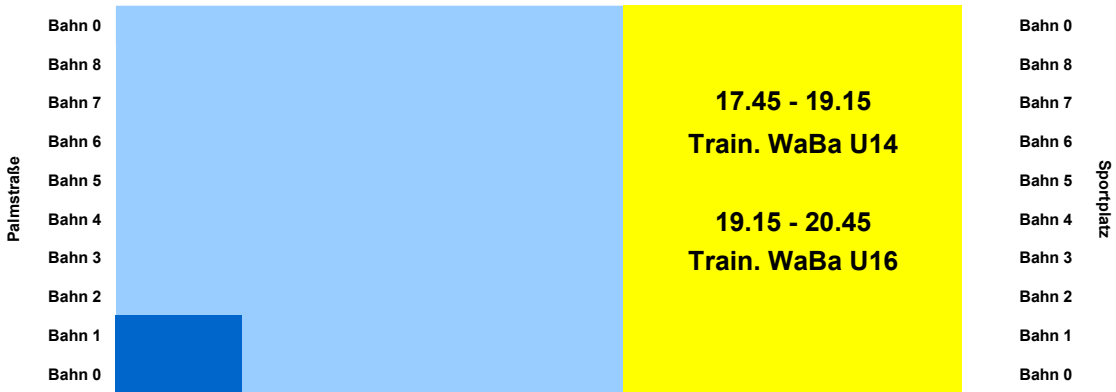 Bahn 0 Bahn 0
Bahn 8 Bahn 8
Bahn 7 17.45 - 19.15 Bahn 7
Bahn 6 Train. WaBa U14 Bahn 6
Bahn 5 Bahn 5
Palmstraße
Sportplatz
Bahn 4 19.15 - 20.45 Bahn 4
Bahn 3 Train. WaBa U16 Bahn 3
Bahn 2 Bahn 2
Bahn 1 Bahn 1
Bahn 0 Bahn 0